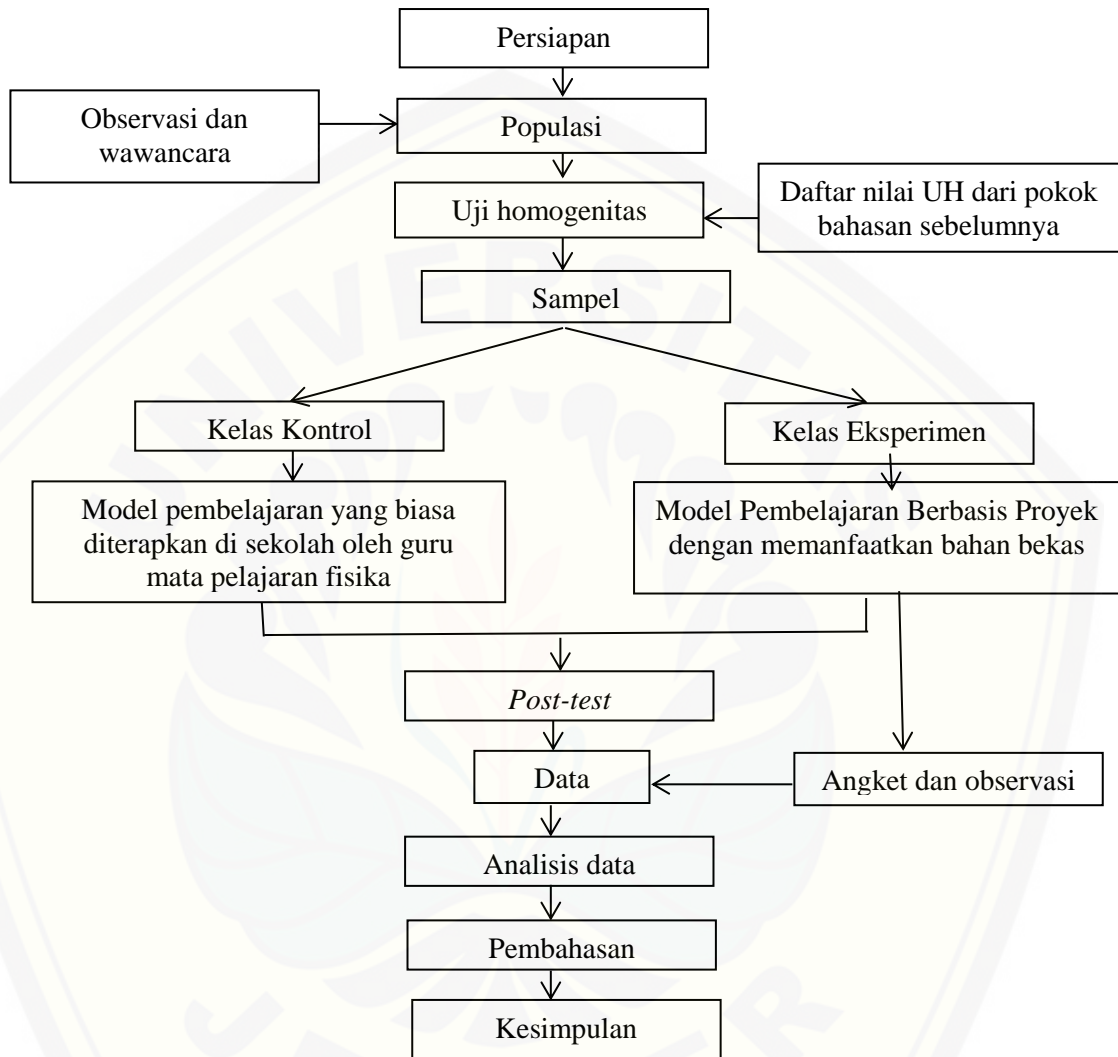 Persiapan
Observasi dan
wawancara
Populasi
Uji homogenitas
Daftar nilai UH dari pokok
bahasan sebelumnya
Sampel
Kelas Kontrol
Kelas Eksperimen
Model pembelajaran yang biasa
diterapkan di sekolah oleh guru
mata pelajaran fisika
Model Pembelajaran Berbasis Proyek
dengan memanfaatkan bahan bekas
Post-test
Data
Angket dan observasi
Analisis data
Pembahasan
Kesimpulan
UNIVERSITAS